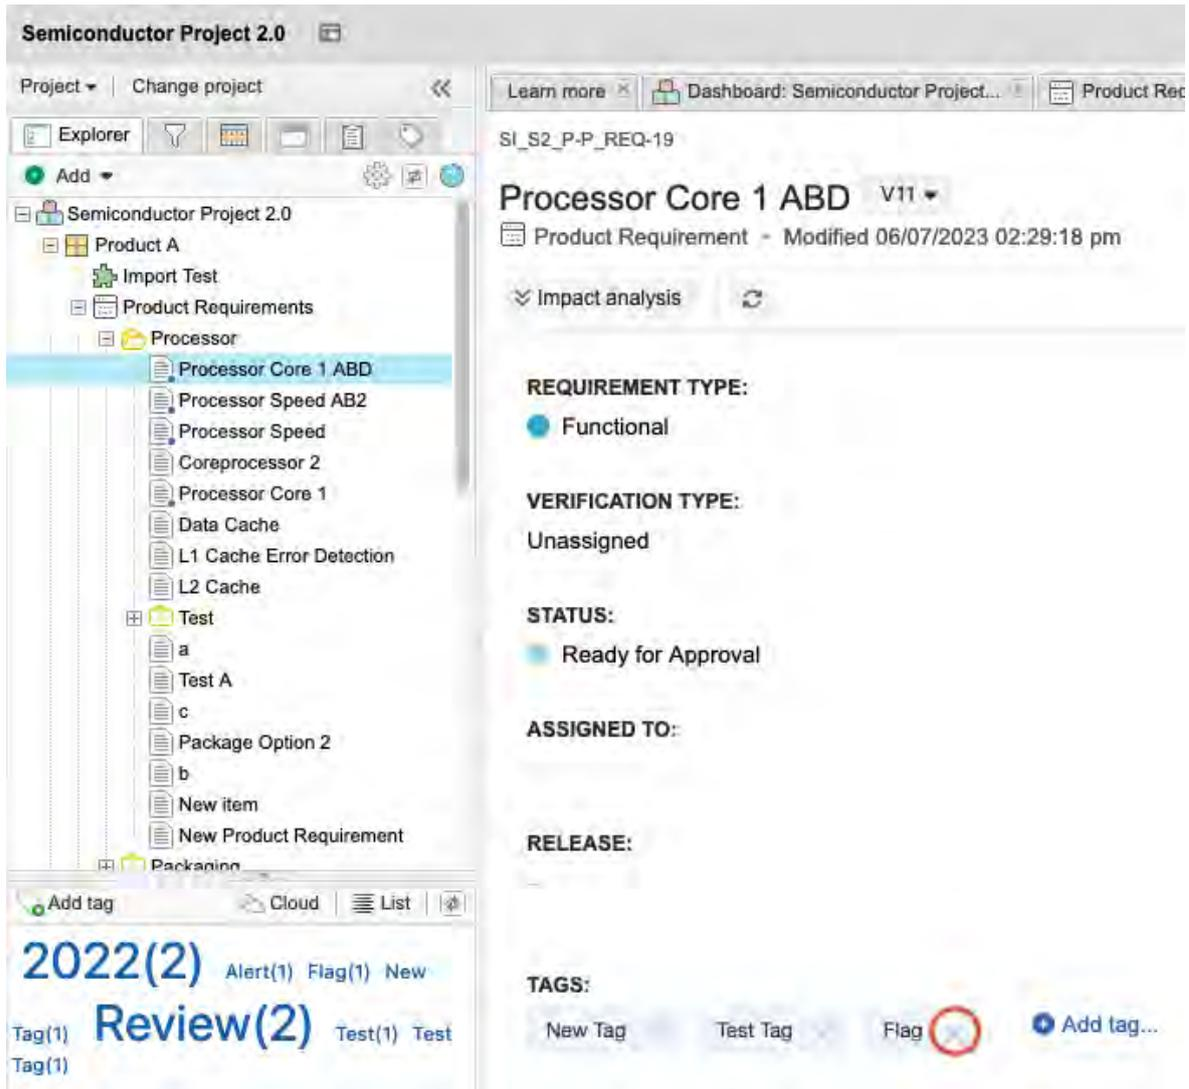 Semiconductor Project 2.0
Project
Change project
Explorer
Add
Semiconductor Project 2.0
Product A
Import Test
Product Requirements
Processor
Processor Core 1 ABD
Processor Speed AB2
Processor Speed
Coreprocessor 2
Processor Core 1
Data Cache
L1 Cache Error Detection
L2 Cache
Test
a
Test A
c
Package Option 2
b
New item
New Product Requirement
Packaging
Add tag
Cloud
List
2022(2) Alert(1) Flag(1) New
Tag(1) Review(2) Test(1) Test
Tag(1)
Learn more
Dashboard: Semiconductor Project...
Product Req
SI_S2_P-P_REQ-19
Processor Core 1 ABD V11
Product Requirement - Modified 06/07/2023 02:29:18 pm
Impact analysis
REQUIREMENT TYPE:
Functional
VERIFICATION TYPE:
Unassigned
STATUS:
Ready for Approval
ASSIGNED TO:
RELEASE:
TAGS:
New Tag Test Tag Flag Add tag...